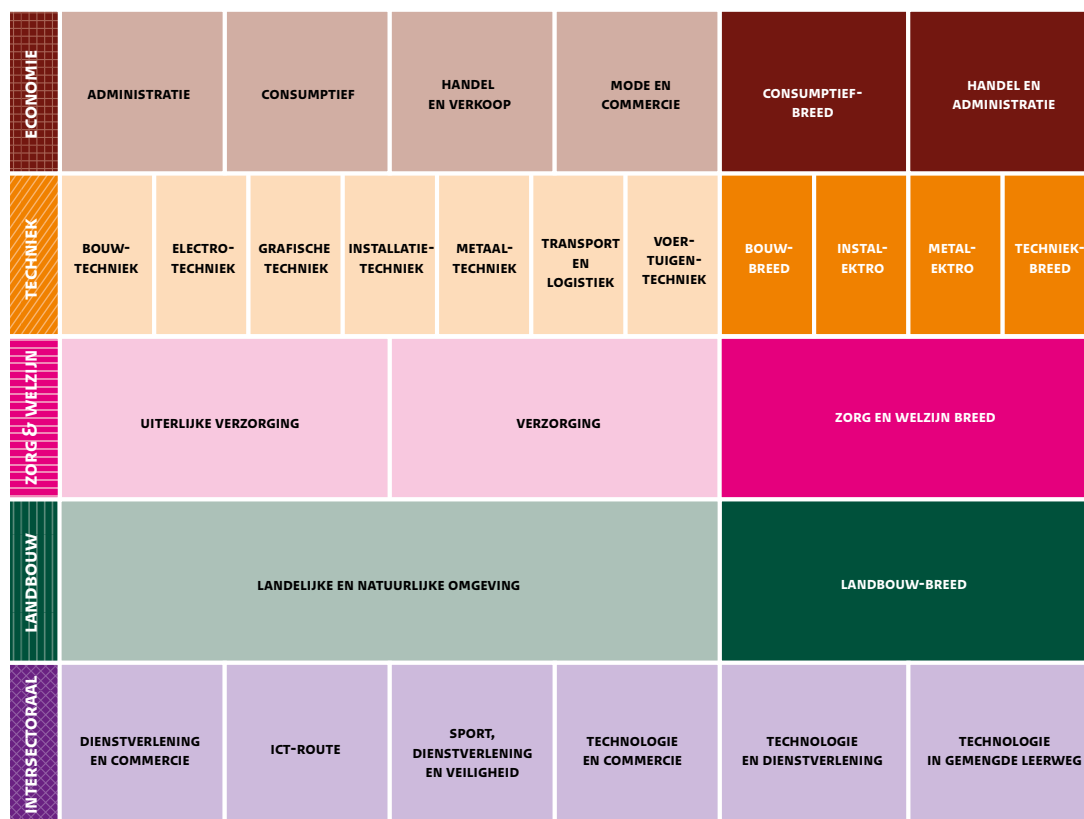 ECONOMIE
ADMINISTRATIE
CONSUMPTIEF
HANDEL
EN VERKOOP
MODE EN
COMMERCIE
CONSUMPTIEF-
BREED
HANDEL EN
ADMINISTRATIE
TECHNIEK
BOUW-
TECHNIEK
ELECTRO-
TECHNIEK
GRAFISCHE
TECHNIEK
INSTALLATIE-
TECHNIEK
METAAL-
TECHNIEK
TRANSPORT
EN
LOGISTIEK
VOER-
TUIGEN-
TECHNIEK
BOUW-
BREED
INSTAL-
EKTRO
METAL-
EKTRO
TECHNIEK-
BREED
ZORG & WELZIJN
UITERLIJKE VERZORGING
VERZORGING
ZORG EN WELZIJN BREED
LANDBOUW
LANDELIJKE EN NATUURLIJKE OMGEVING
LANDBOUW-BREED
INTERSECTORAAL
DIENSTVERLENING
EN COMMERCIE
ICT-ROUTE
SPORT,
DIENSTVERLENING
EN VEILIGHEID
TECHNOLOGIE
EN COMMERCIE
TECHNOLOGIE
EN DIENSTVERLENING
TECHNOLOGIE
IN GEMENGDE LEERWEG